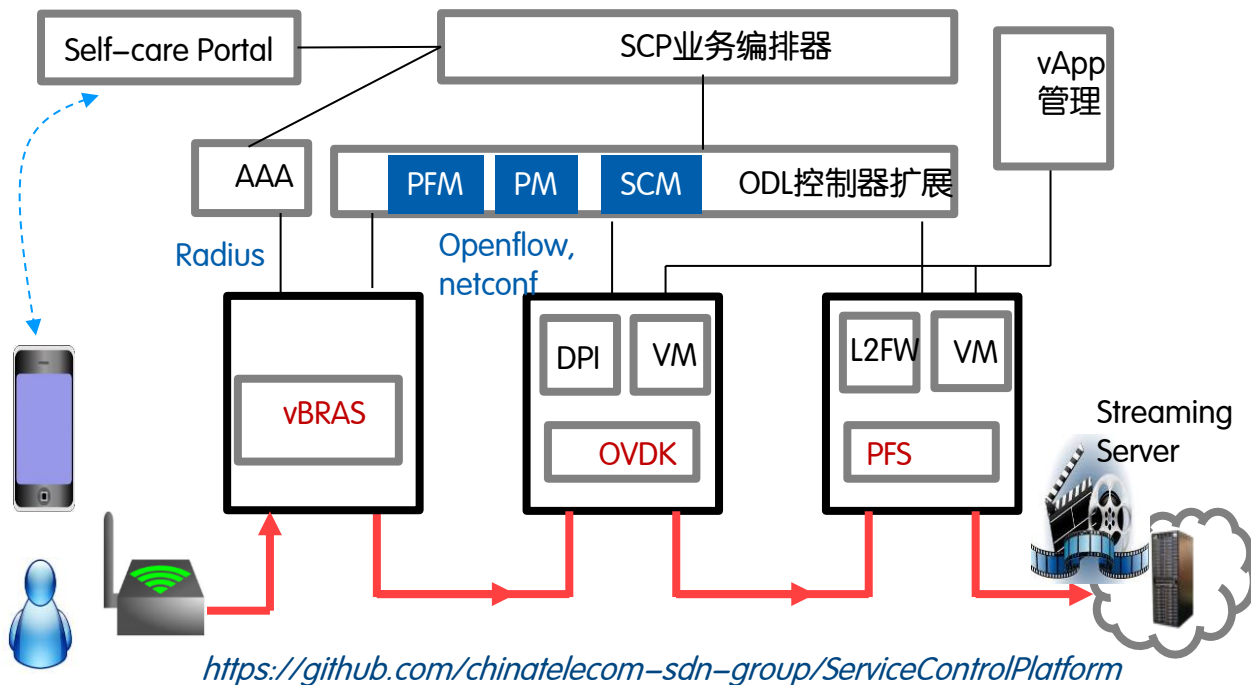 Self-care Portal
SCP业务编排器
vApp
管理
AAA
PFM
PM
SCM
ODL控制器扩展
Radius
Openflow,
netconf
DPI
VM
L2FW
VM
vBRAS
OVDK
PFS
Streaming
Server
https://github.com/chinatelecom-sdn-group/ServiceControlPlatform